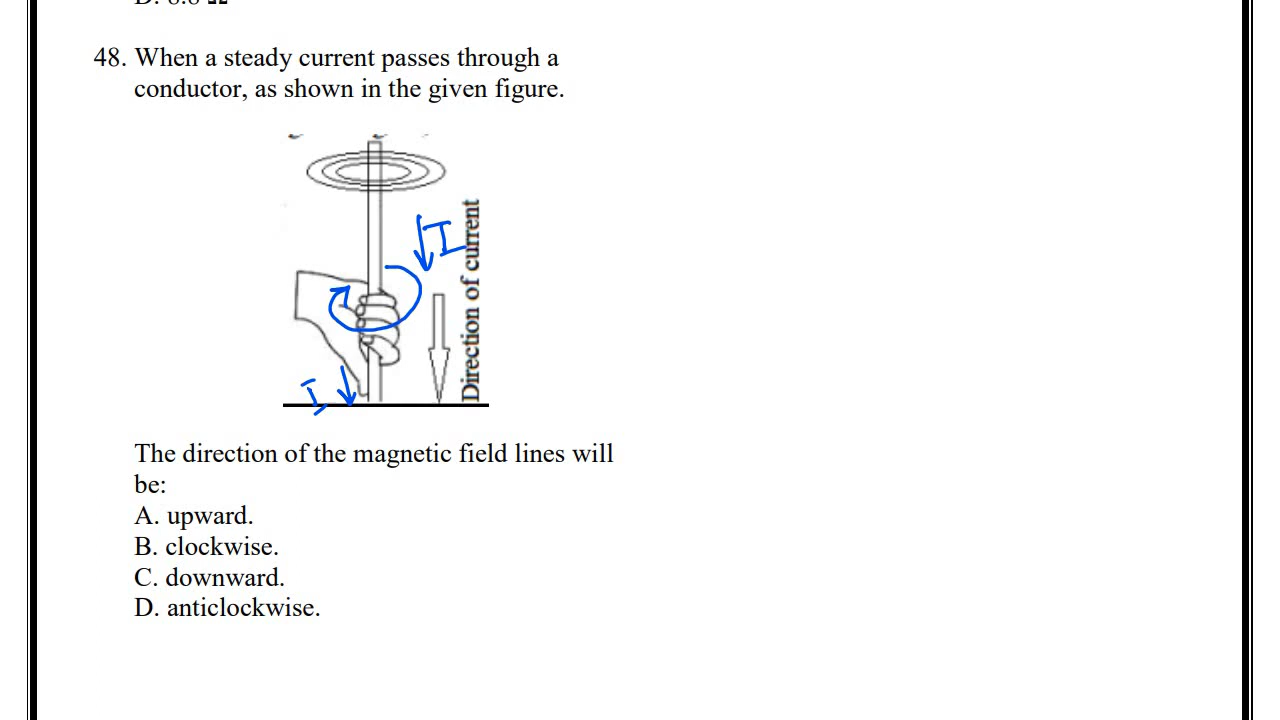 48. When a steady current passes through a
conductor, as shown in the given figure.
I
Direction of current
I
The direction of the magnetic field lines will
be:
A. upward.
B. clockwise.
C. downward.
D. anticlockwise.